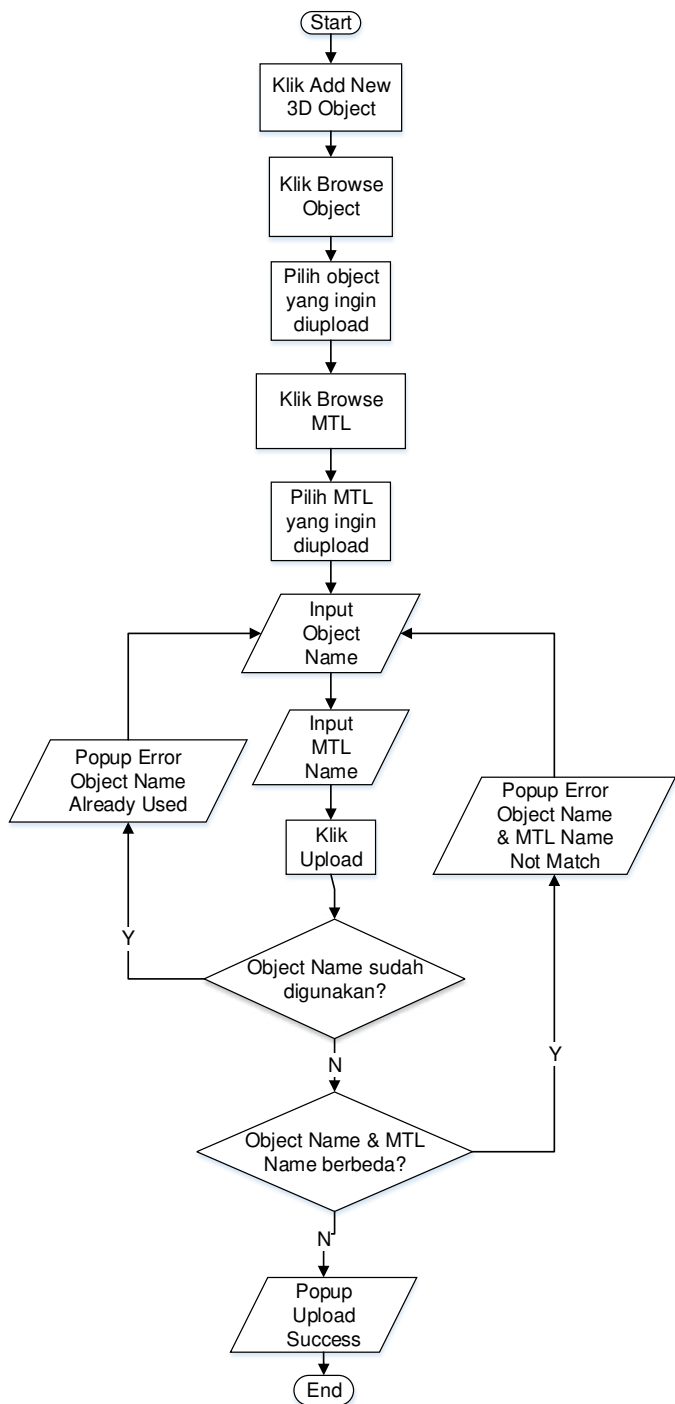 Start
Klik Add New
3D Object
Klik Browse
Object
Pilih object
yang ingin
diupload
Klik Browse
MTL
Pilih MTL
yang ingin
diupload
Input
Object
Name
Input
MTL
Name
Popup Error
Object Name
Already Used
Popup Error
Object Name
& MTL Name
Not Match
Klik
Upload
Y
Object Name sudah
digunakan?
N
Y
Object Name & MTL
Name berbeda?
N
Popup
Upload
Success
End